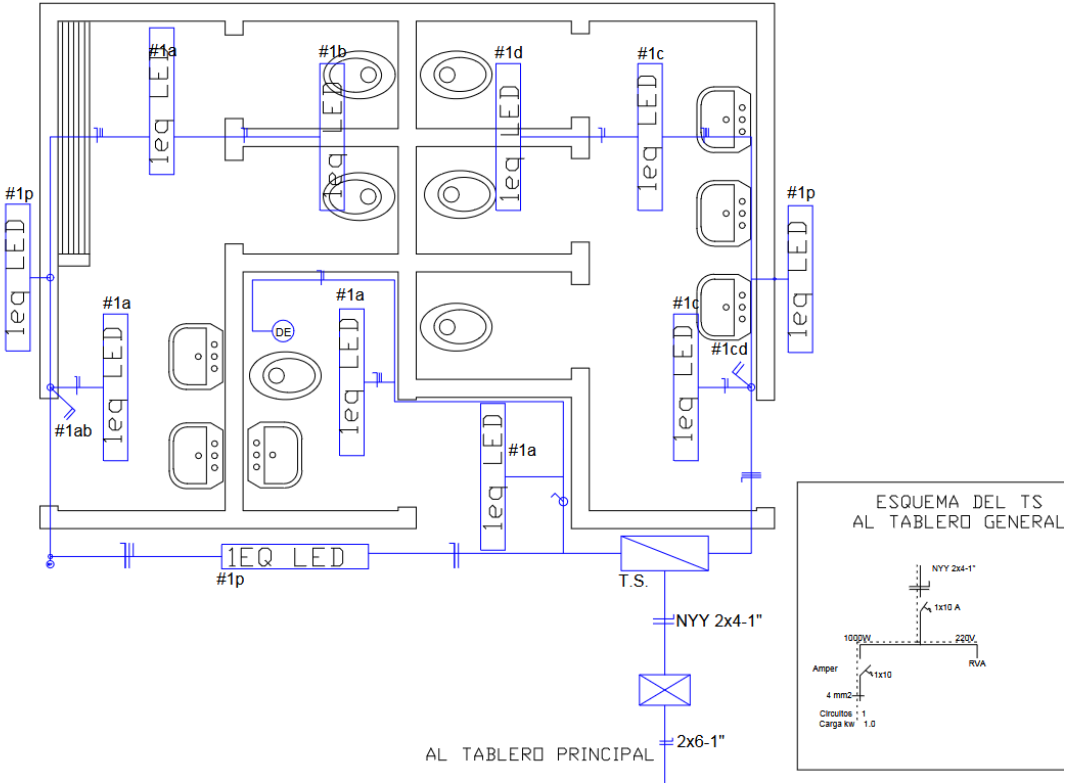 #1a
1eq LED
#1b
1eq LED
#1d
1eq LED
#1c
1eq LED
#1p
1eq LED
#1p
1eq LED
#1a
1eq LED
#1a
1eq LED
#1c
1eq LED
DE
#1cd
#1ab
1eq LED
#1a
1EQ LED
#1p
T.S.
NYY 2x4-1"
2x6-1"
AL TABLERO PRINCIPAL
ESQUEMA DEL TS
AL TABLERO GENERAL
NYY 2x4-1"
1x10 A
1000W
220V
RVA
Amper
1x10
4 mm2
Circuitos 1
Carga kw 1.0